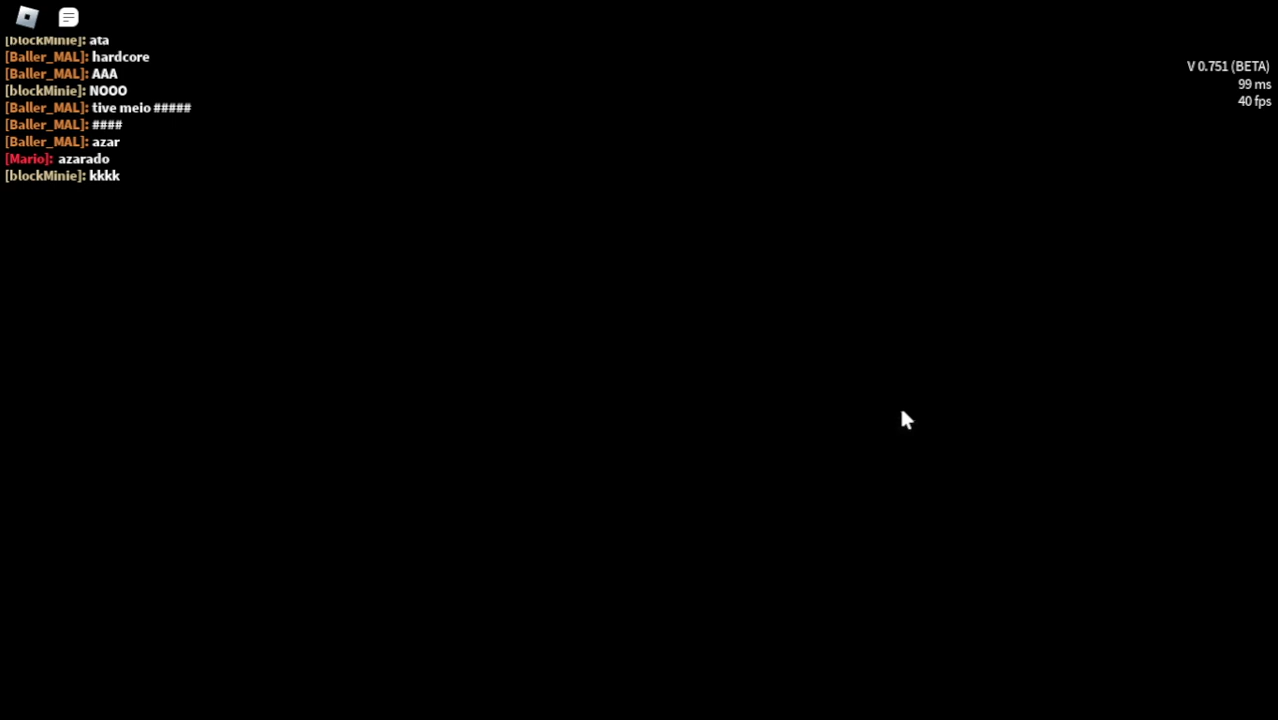 [blockMinie]: ata
[Baller_MAL]: hardcore
[Baller_MAL]: AAA
[blockMinie]: NOOO
[Baller_MAL]: tive meio #####
[Baller_MAL]: ####
[Baller_MAL]: azar
[Mario]: azarado
[blockMinie]: kkkk
V 0.751 (BETA)
99 ms
40 fps